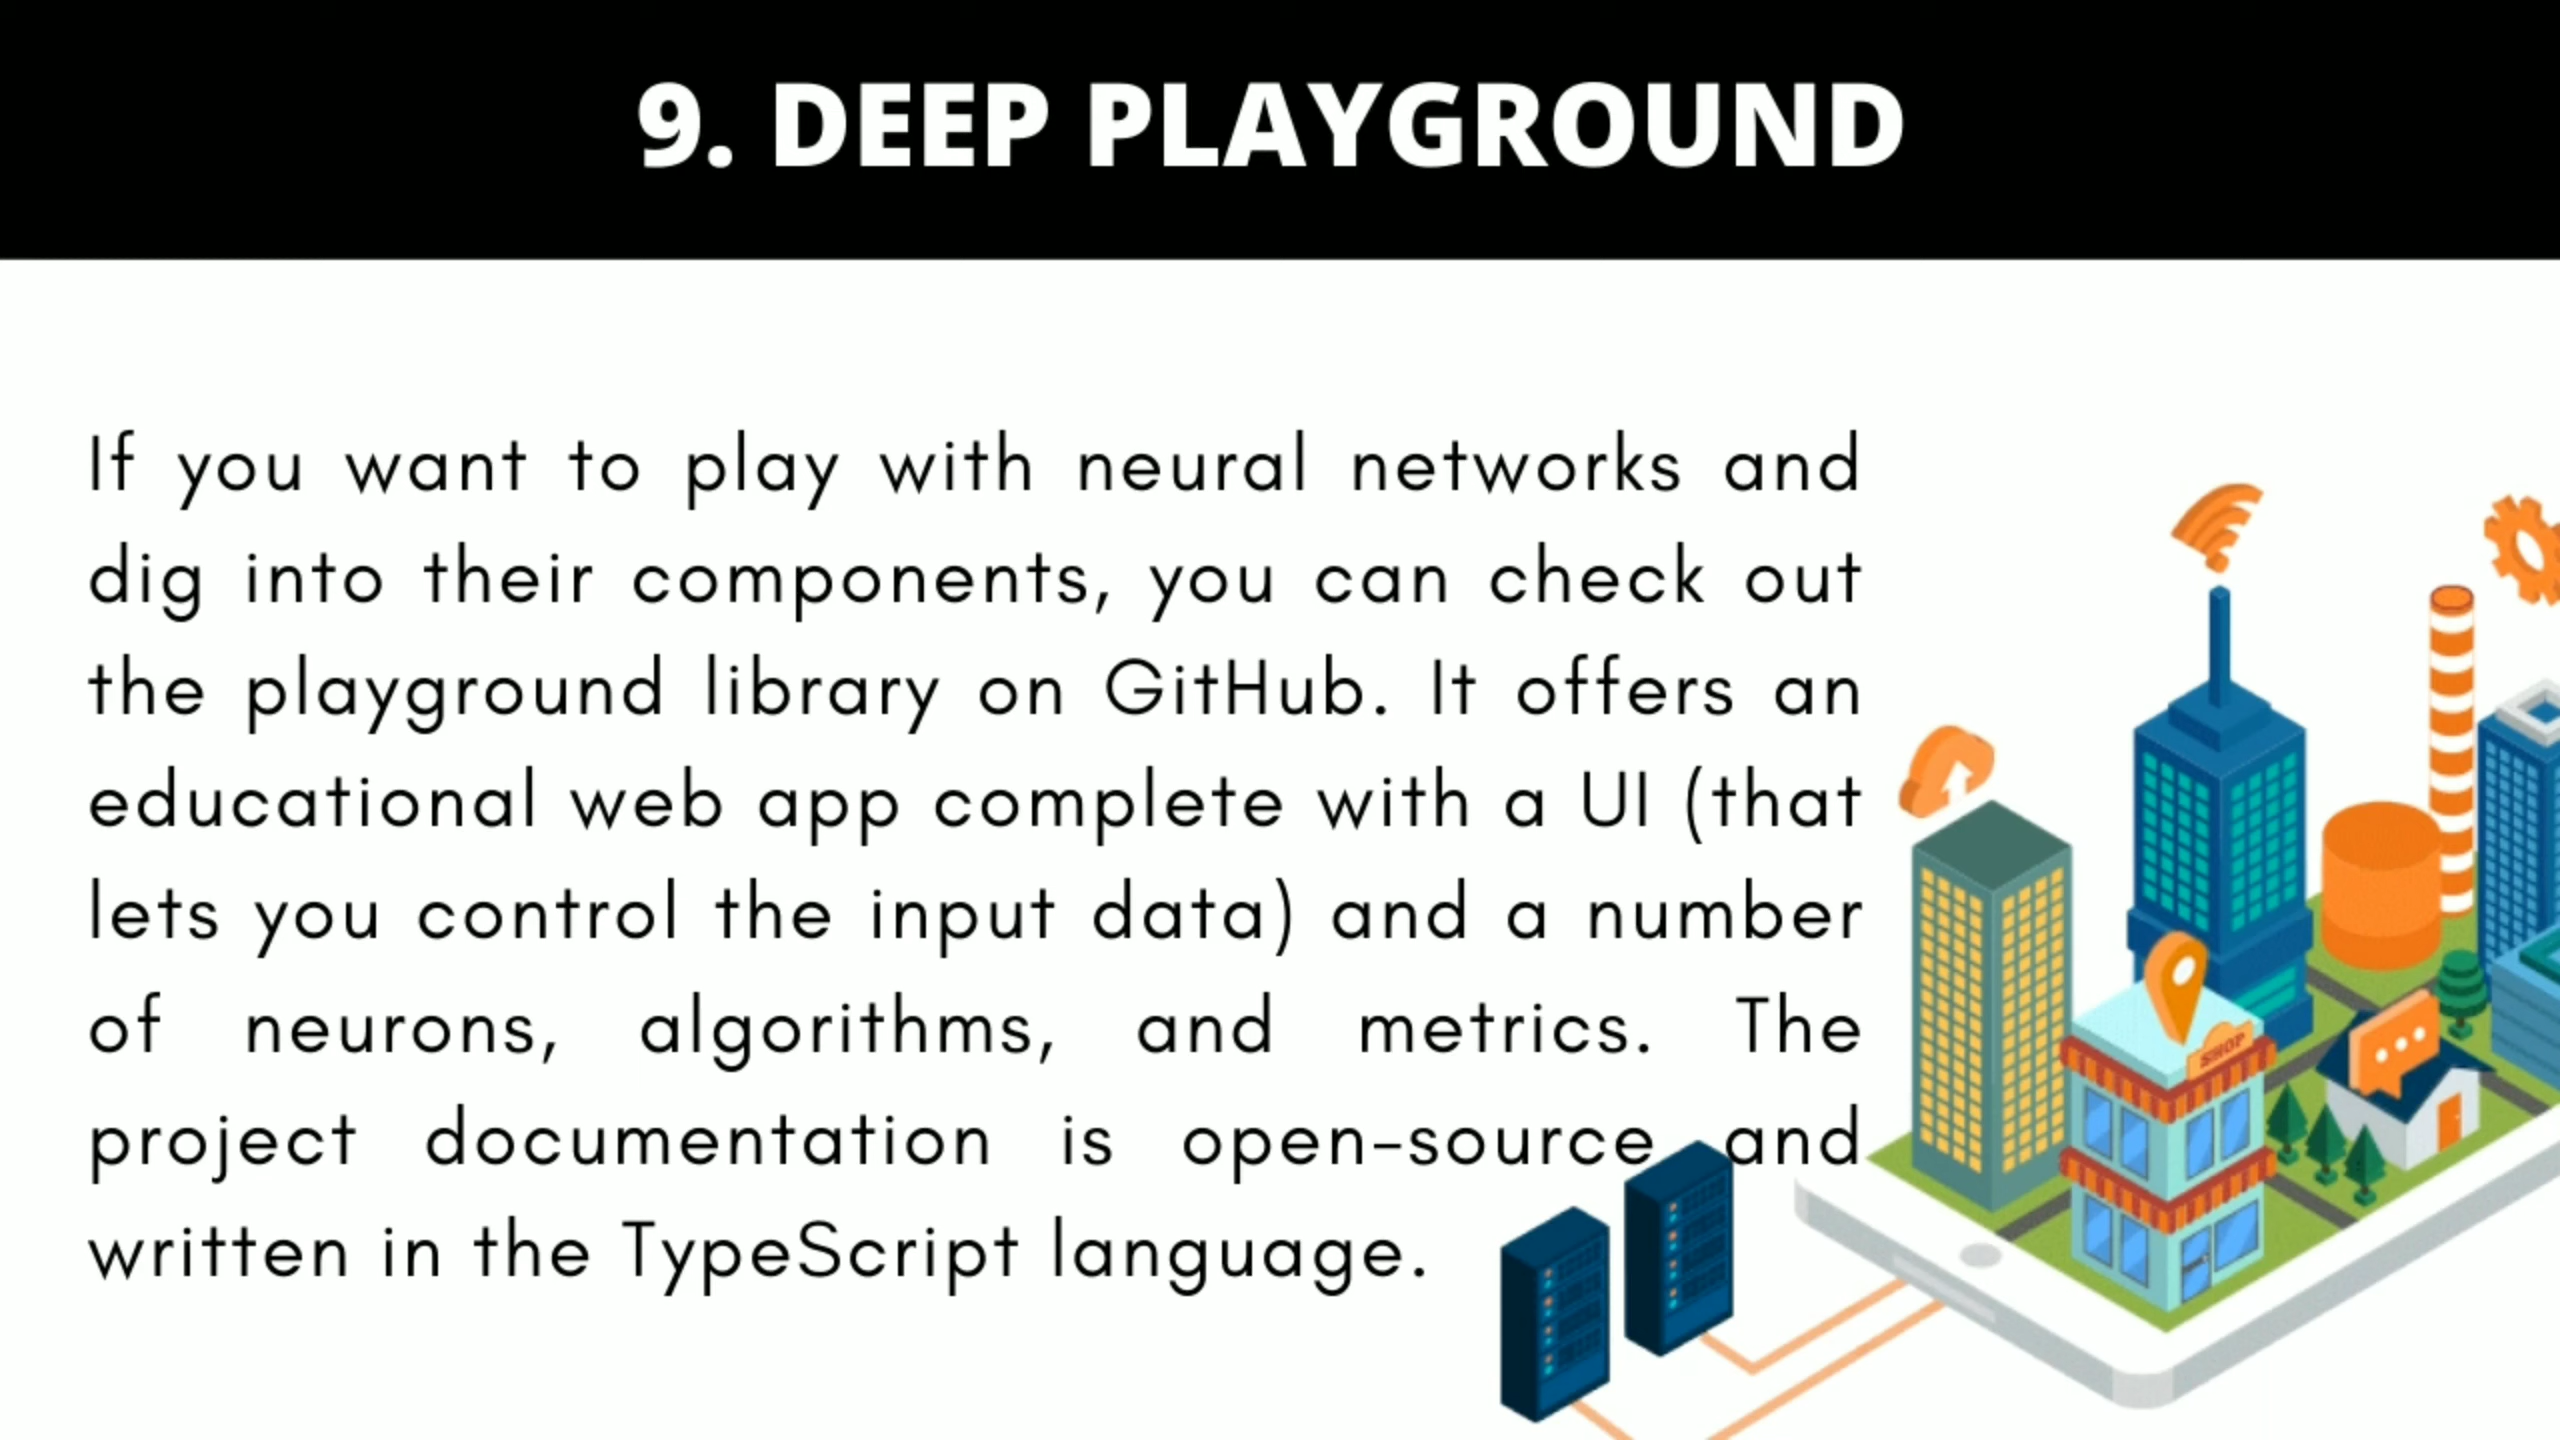 9. DEEP PLAYGROUND
If you want to play with neural networks and
dig into their components, you can check out
the playground library on GitHub. It offers an
educational web app complete with a UI (that
lets you control the input data) and a number
of neurons, algorithms, and metrics. The
project documentation is open-source and
written in the TypeScript language.
SHOP